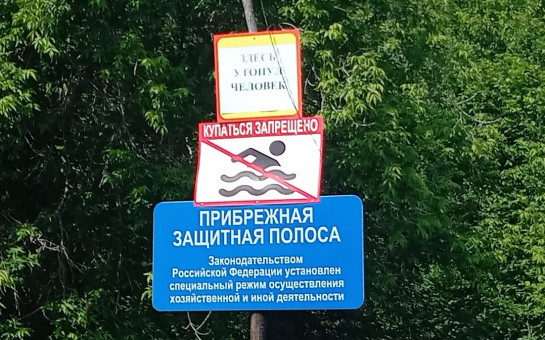 ЗДЕСЬ
УТОНУЛ
ЧЕЛОВЕК
КУПАТЬСЯ ЗАПРЕЩЕНО
ПРИБРЕЖНАЯ
ЗАЩИТНАЯ ПОЛОСА
Законодательством
Российской Федерации установлен
специальный режим осуществления
хозяйственной и иной деятельности